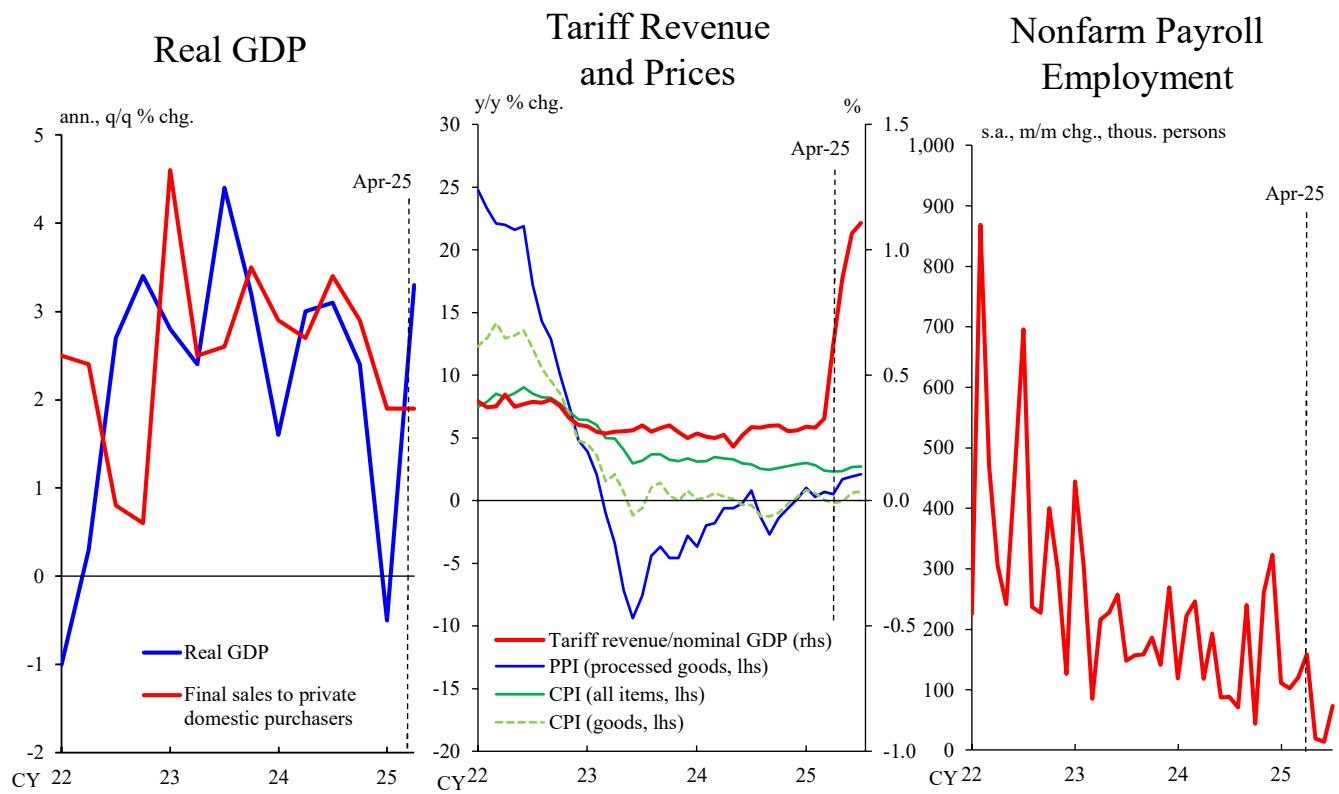 Real GDP
ann., q/q % chg.
5
4
3
2
1
0
-1
-2
Apr-25
Real GDP
Final sales to private
domestic purchasers
CY
22
23
24
25
Tariff Revenue
and Prices
y/y % chg.
%
30
25
20
15
10
5
0
-5
-10
-15
-20
1.5
1.0
0.5
0.0
-0.5
-1.0
Apr-25
Tariff revenue/nominal GDP (rhs)
PPI (processed goods, lhs)
CPI (all items, lhs)
CPI (goods, lhs)
CY
22
23
24
25
Nonfarm Payroll
Employment
s.a., m/m chg., thous. persons
1,000
900
800
700
600
500
400
300
200
100
0
Apr-25
CY
22
23
24
25